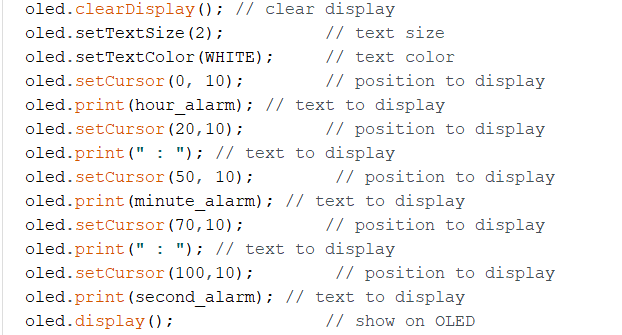 oled.clearDisplay(); // clear display
oled.setTextSize(2);          // text size
oled.setTextColor(WHITE);     // text color
oled.setCursor(0, 10);        // position to display
oled.print(hour_alarm); // text to display
oled.setCursor(20,10);        // position to display
oled.print(" : "); // text to display
oled.setCursor(50, 10);        // position to display
oled.print(minute_alarm); // text to display
oled.setCursor(70,10);        // position to display
oled.print(" : "); // text to display
oled.setCursor(100,10);        // position to display
oled.print(second_alarm); // text to display
oled.display();               // show on OLED